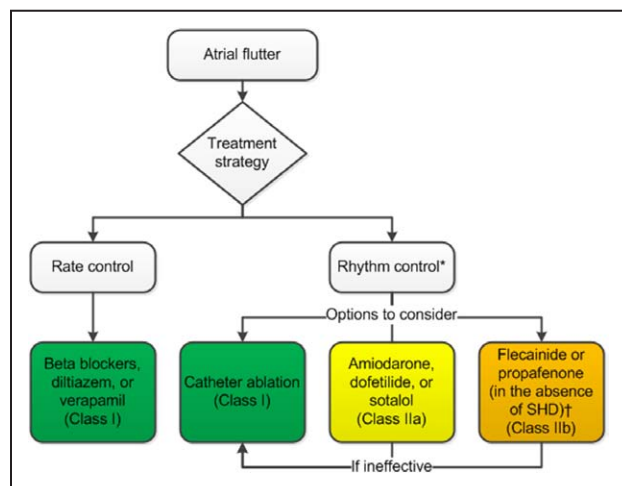 Atrial flutter
Treatment
strategy
Rate control
Rhythm control*
Options to consider
Beta blockers,
diltiazem, or
verapamil
(Class I)
Catheter ablation
(Class I)
Amiodarone,
dofetilide, or
sotalol
(Class IIa)
Flecainide or
propafenone
(in the absence
of SHD)†
(Class IIb)
If ineffective